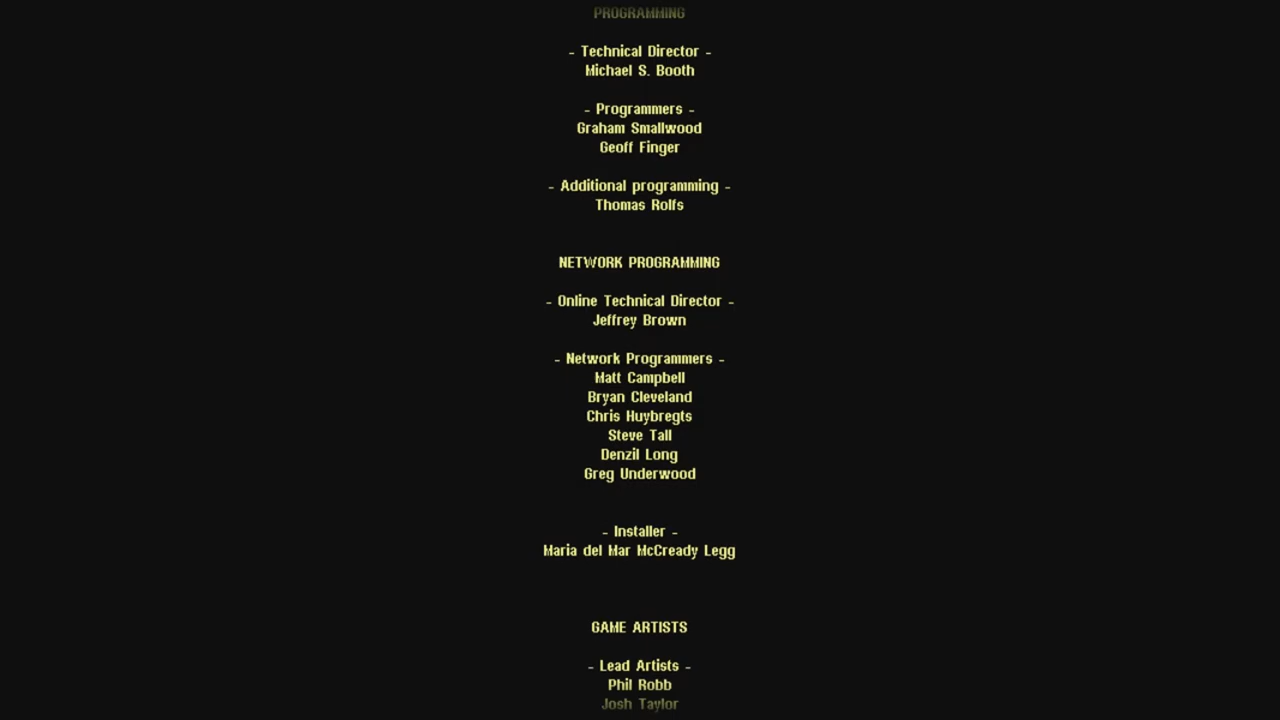 PROGRAMMING
- Technical Director -
Michael S. Booth
- Programmers -
Graham Smallwood
Geoff Finger
- Additional programming -
Thomas Rolfs
NETWORK PROGRAMMING
- Online Technical Director -
Jeffrey Brown
- Network Programmers -
Matt Campbell
Bryan Cleveland
Chris Huybregts
Steve Tall
Denzil Long
Greg Underwood
- Installer -
Maria del Mar McCready Legg
GAME ARTISTS
- Lead Artists -
Phil Robb
Josh Taylor